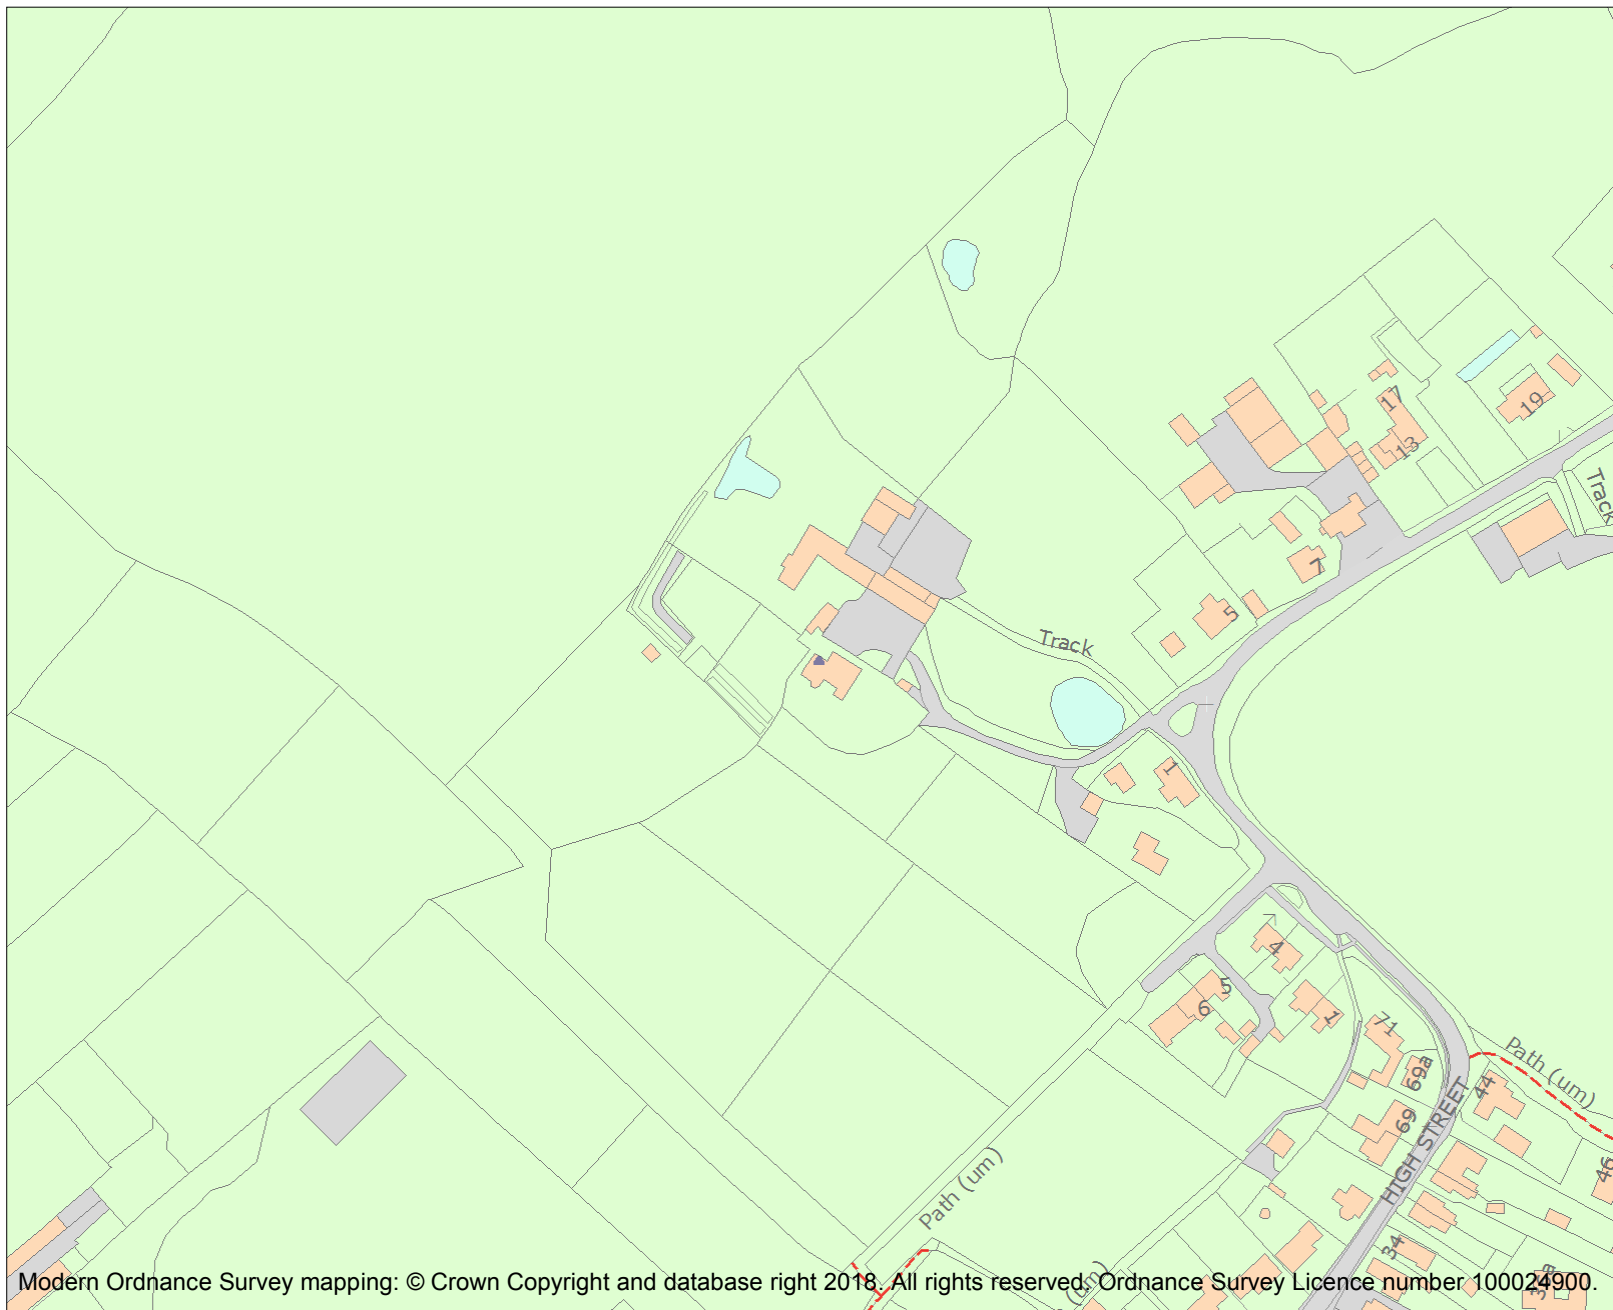 17
19
13
Track
7
5
Track
1
4
5
6
1
71
Path (um)
69a
44
69
HIGH STREET
46
Path (um)
34
(um)
Modern Ordnance Survey mapping: © Crown Copyright and database right 2018. All rights reserved. Ordnance Survey Licence number 100024900.